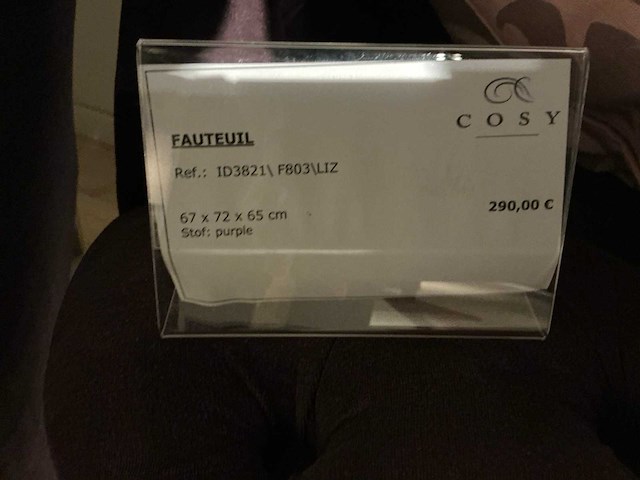 COSY
FAUTEUIL
Ref.: ID3821\ F803\LIZ
290,00 €
67 x 72 x 65 cm
Stof: purple